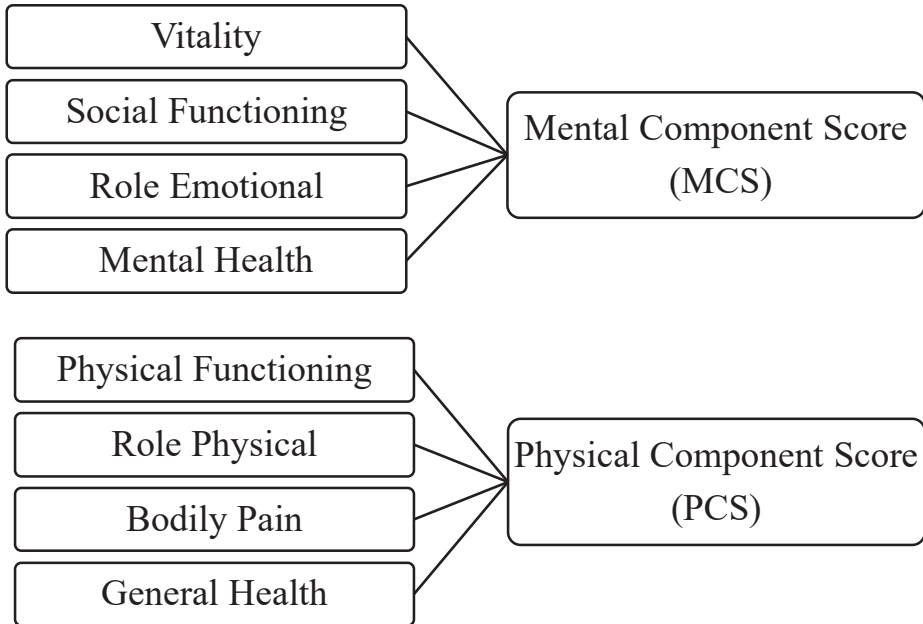 Vitality
Social Functioning
Role Emotional
Mental Health
Mental Component Score
(MCS)
Physical Functioning
Role Physical
Bodily Pain
General Health
Physical Component Score
(PCS)